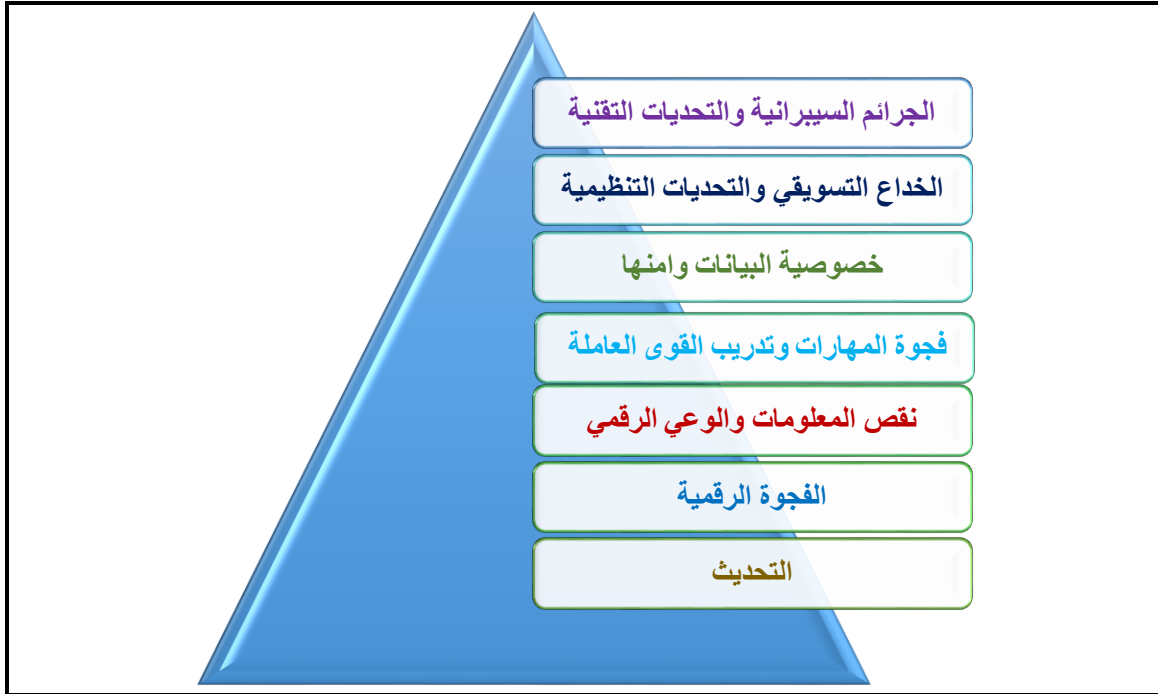 الجرائم السيبرانية والتحديات التقنية
الخداع التسويقي والتحديات التنظيمية
خصوصية البيانات وامنها
فجوة المهارات وتدريب القوى العاملة
نقص المعلومات والوعي الرقمي
الفجوة الرقمية
التحديث